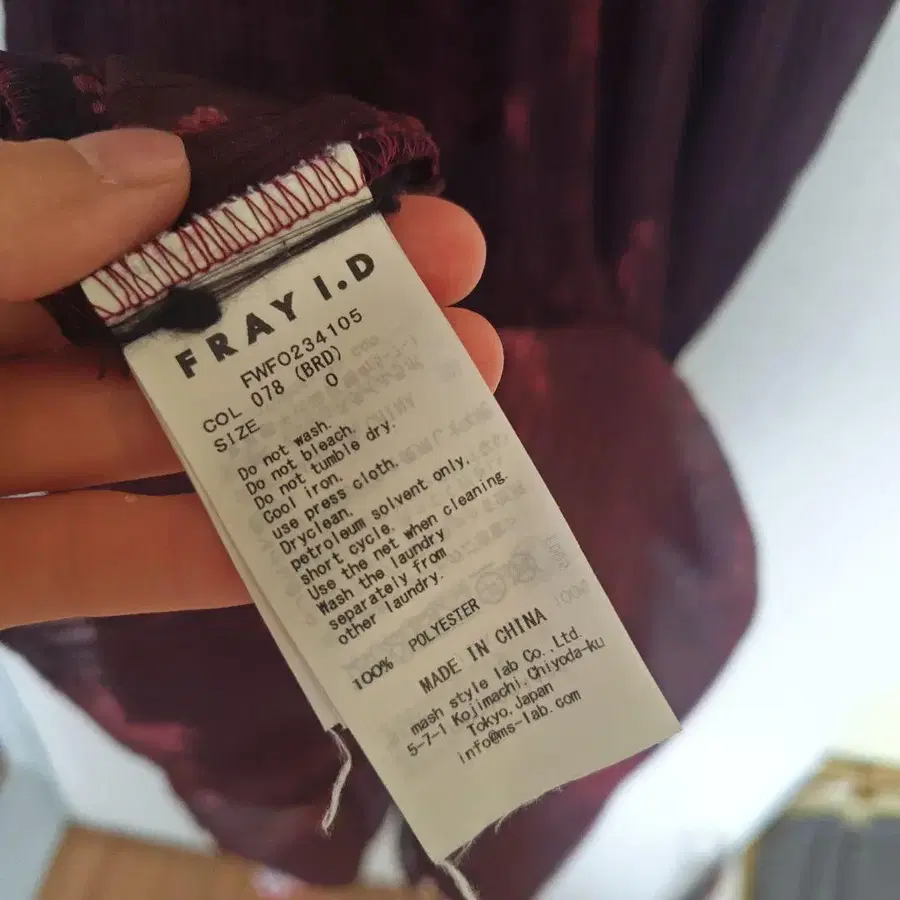 FRAY I.D
FWFO234105
COL 078 (BRD)
SIZE 0
Do not wash.
Do not bleach.
Do not tumble dry.
Cool iron.
use press cloth.
Dryclean.
petroleum solvent only.
short cycle.
Use the net when cleaning.
Wash the laundry
separately from
other laundry.
100% POLYESTER
MADE IN CHINA
mash style lab Co.,Ltd.
5-7-1 Kojimachi, Chiyoda-ku
Tokyo, Japan
info@ms-lab.com